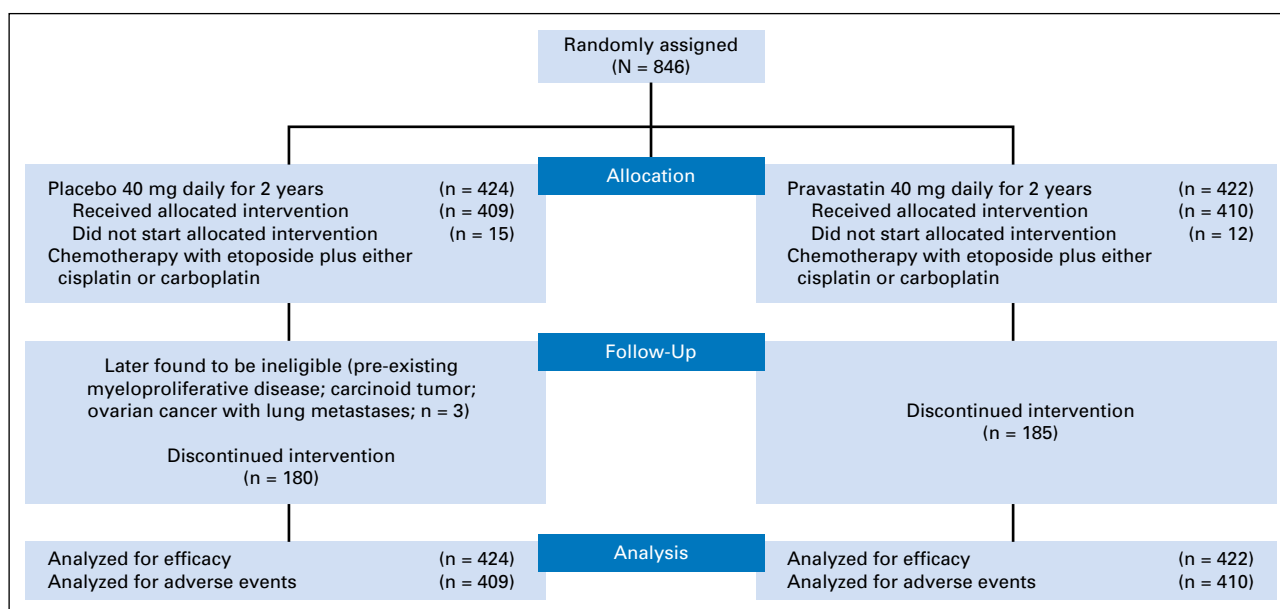 Randomly assigned
(N = 846)
Allocation
Placebo 40 mg daily for 2 years (n = 424)
Received allocated intervention (n = 409)
Did not start allocated intervention (n = 15)
Chemotherapy with etoposide plus either
cisplatin or carboplatin
Pravastatin 40 mg daily for 2 years (n = 422)
Received allocated intervention (n = 410)
Did not start allocated intervention (n = 12)
Chemotherapy with etoposide plus either
cisplatin or carboplatin
Follow-Up
Later found to be ineligible (pre-existing
myeloproliferative disease; carcinoid tumor;
ovarian cancer with lung metastases; n = 3)
Discontinued intervention
(n = 180)
Discontinued intervention
(n = 185)
Analysis
Analyzed for efficacy (n = 424)
Analyzed for adverse events (n = 409)
Analyzed for efficacy (n = 422)
Analyzed for adverse events (n = 410)